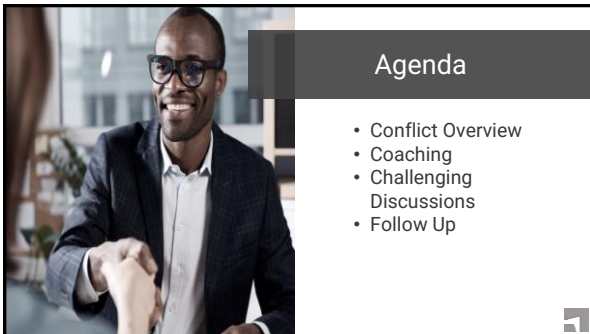 Agenda
• Conflict Overview
• Coaching
• Challenging
Discussions
• Follow Up